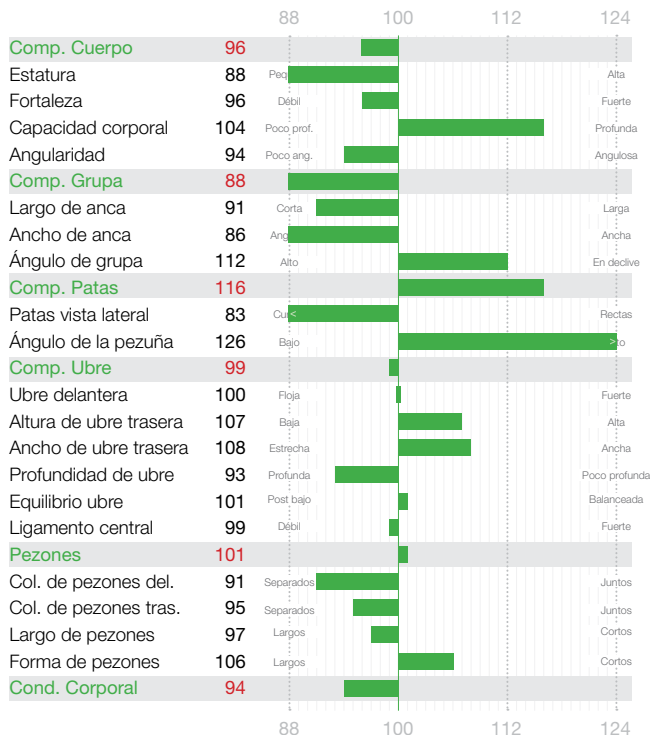 88 100 112 124
Comp. Cuerpo 96
Estatura 88 Peq Alta
Fortaleza 96 Débil Fuerte
Capacidad corporal 104 Poco prof. Profunda
Angularidad 94 Poco ang. Angulosa
Comp. Grupa 88
Largo de anca 91 Corta Larga
Ancho de anca 86 Ang Ancha
Ángulo de grupa 112 Alto En declive
Comp. Patas 116
Patas vista lateral 83 Cu < Rectas
Ángulo de la pezuña 126 Bajo > to
Comp. Ubre 99
Ubre delantera 100 Floja Fuerte
Altura de ubre trasera 107 Baja Alta
Ancho de ubre trasera 108 Estrecha Ancha
Profundidad de ubre 93 Profunda Poco profunda
Equilibrio ubre 101 Post bajo Balanceada
Ligamento central 99 Débil Fuerte
Pezones 101
Col. de pezones del. 91 Separados Juntos
Col. de pezones tras. 95 Separados Juntos
Largo de pezones 97 Largos Cortos
Forma de pezones 106 Largos Cortos
Cond. Corporal 94
88 100 112 124